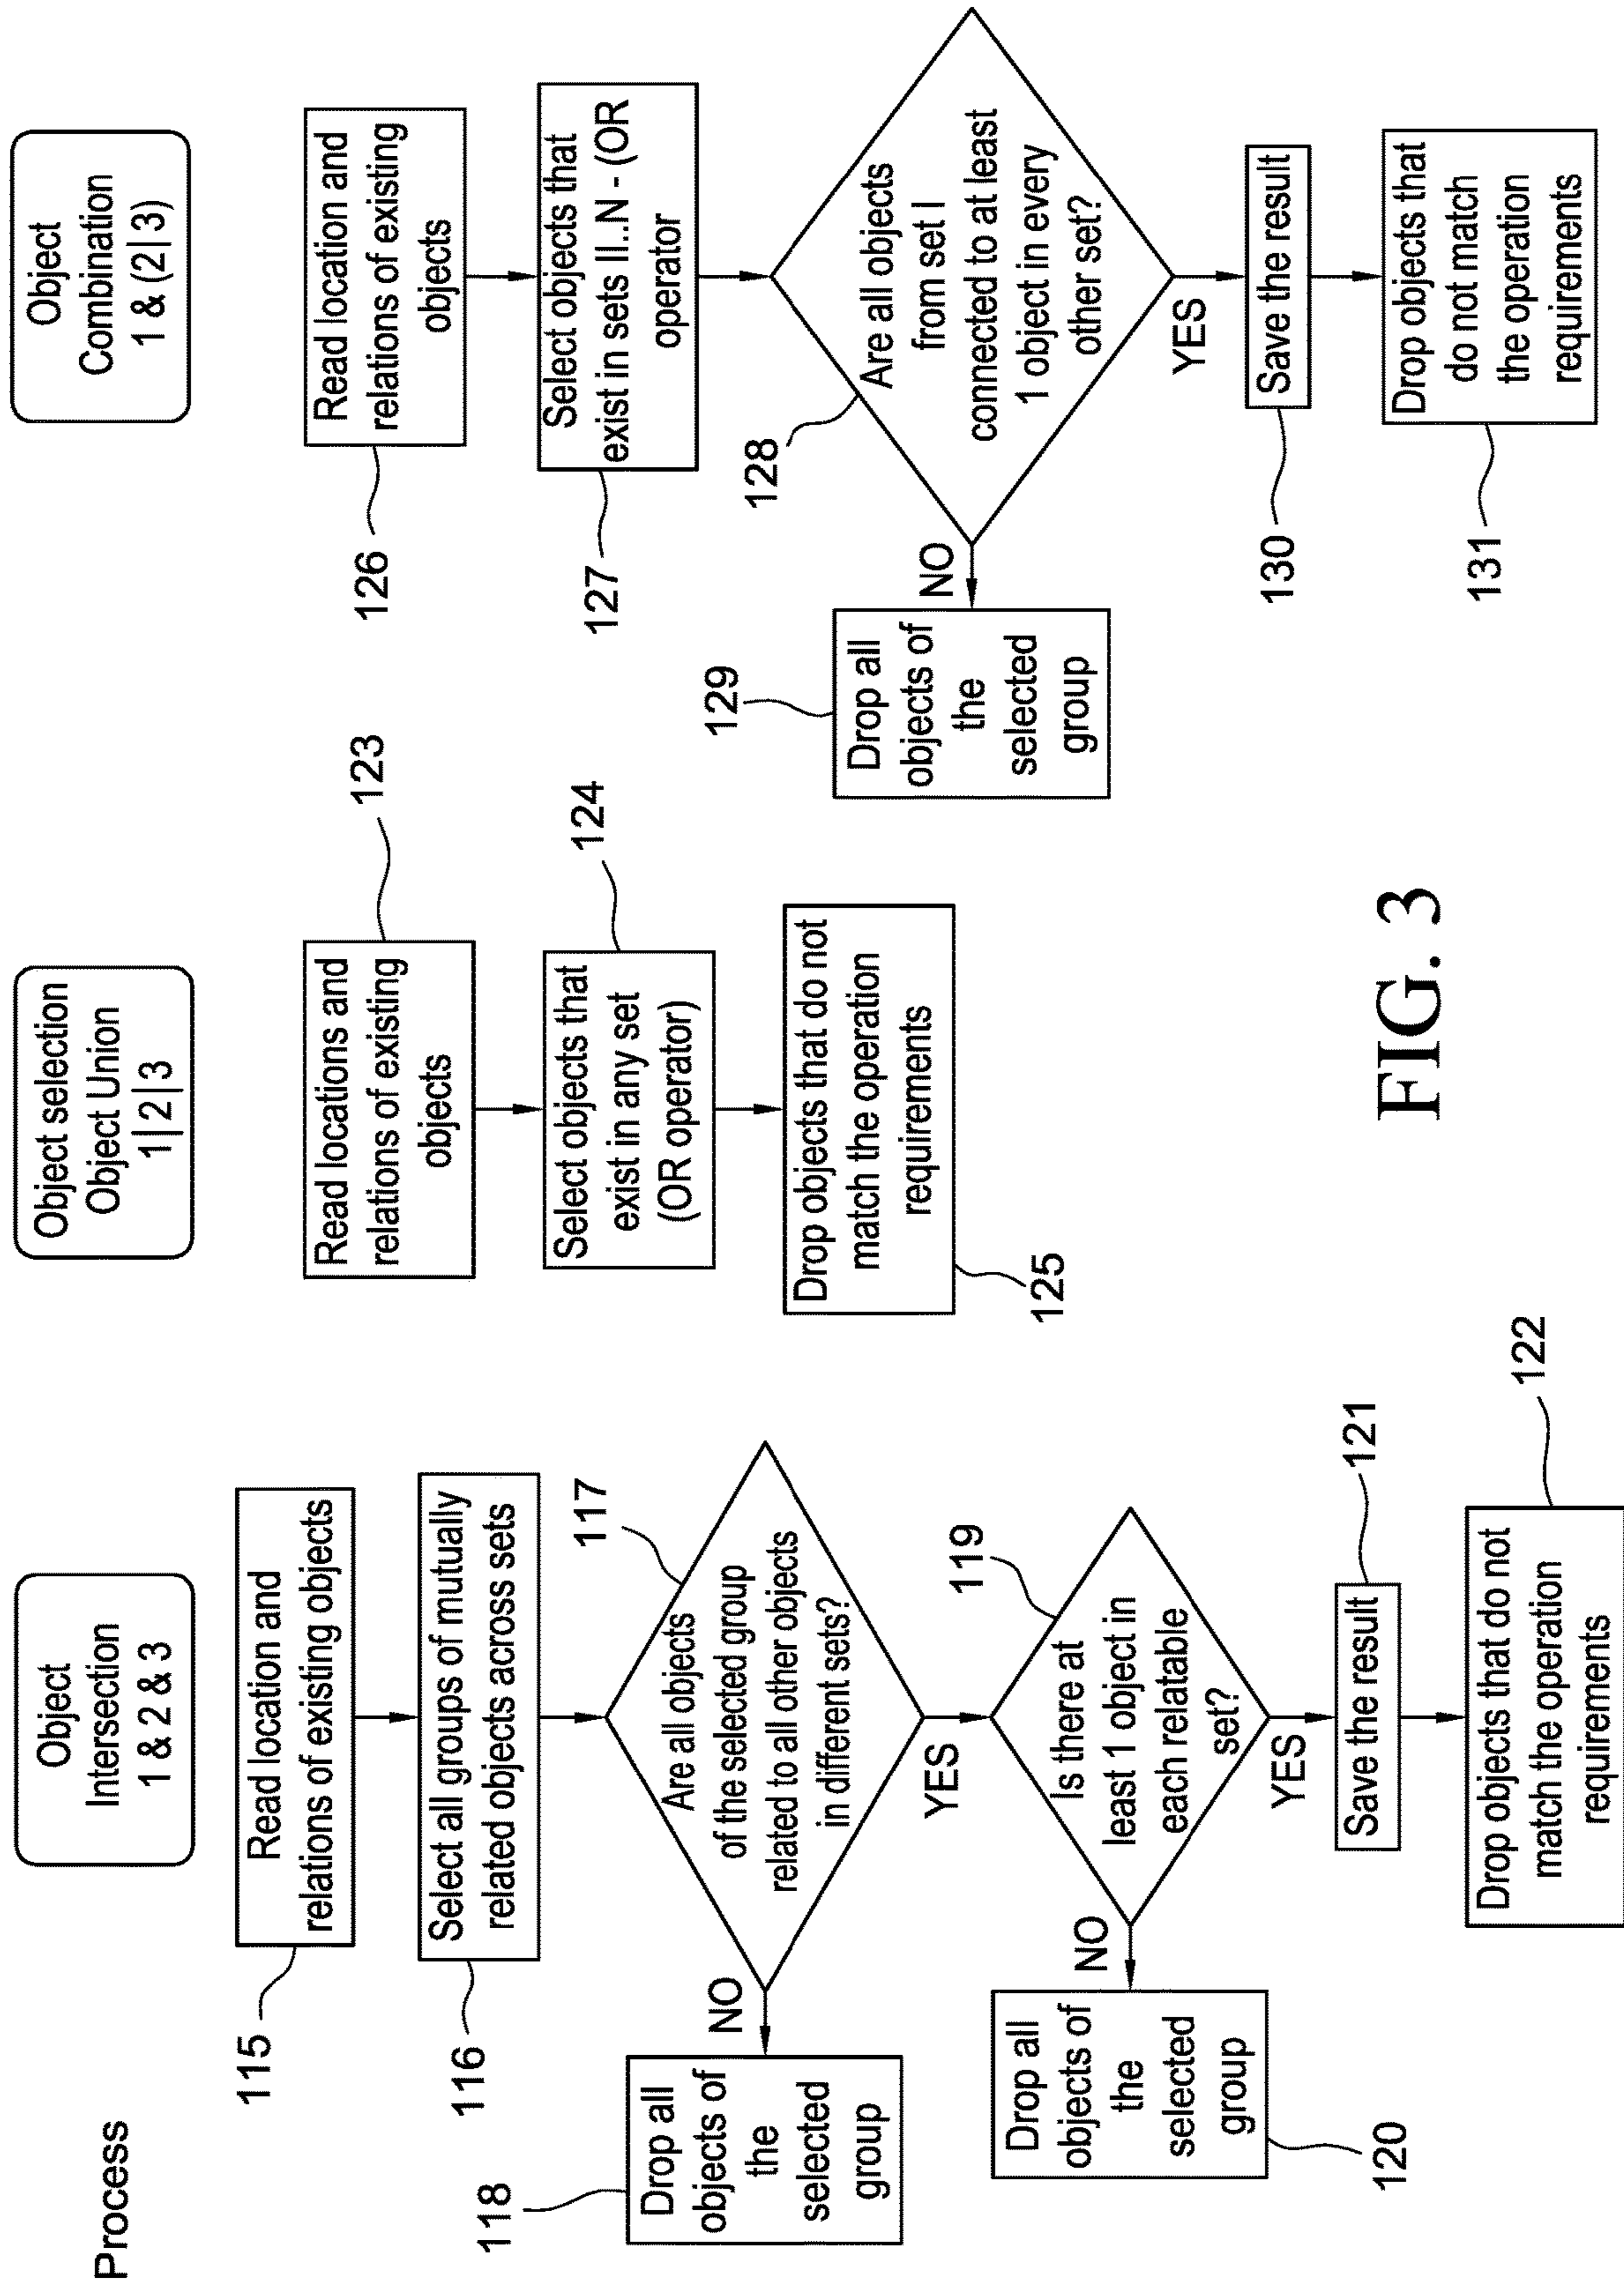 Process
Object
Intersection
1 & 2 & 3
115
Read location and
relations of existing objects
116
Select all groups of mutually
related objects across sets
117
Are all objects
of the selected group
related to all other objects
in different sets?
NO
118
Drop all
objects of
the
selected
group
YES
119
Is there at
least 1 object in
each relatable
set?
NO
120
Drop all
objects of
the
selected
group
YES
121
Save the result
122
Drop objects that do not
match the operation
requirements
Object selection
Object Union
1|2|3
123
Read locations and
relations of existing
objects
124
Select objects that
exist in any set
(OR operator)
125
Drop objects that do not
match the operation
requirements
Object
Combination
1 & (2|3)
126
Read location and
relations of existing
objects
127
Select objects that
exist in sets II..N - (OR
operator
128
Are all objects
from set I
connected to at least
1 object in every
other set?
NO
129
Drop all
objects of
the
selected
group
YES
130
Save the result
131
Drop objects that
do not match
the operation
requirements
FIG. 3